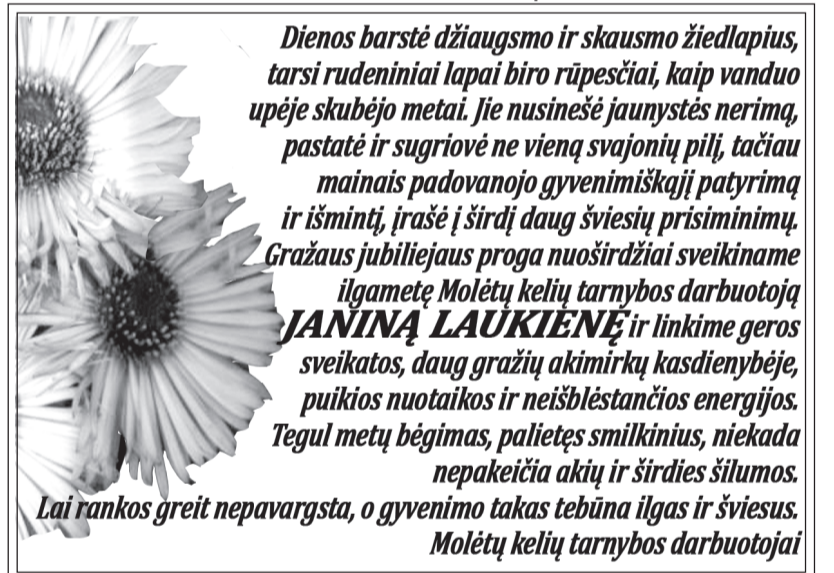 Dienos barstė džiaugsmo ir skausmo žiedlapius,
tarsi rudeniniai lapai biro rūpesčiai, kaip vanduo
upėje skubėjo metai. Jie nusinešė jaunystės nerimą,
pastatė ir sugriovė ne vieną svajonių pilį, tačiau
mainais padovanojo gyvenimiškąjį patyrimą
ir išmintį, įrašė į širdį daug šviesių prisiminimų.
Gražaus jubiliejaus proga nuoširdžiai sveikiname
ilgametę Molėtų kelių tarnybos darbuotoją
JANINĄ LAUKIENĘ ir linkime geros
sveikatos, daug gražių akimirkų kasdienybėje,
puikios nuotaikos ir neišblėstančios energijos.
Tegul metų bėgimas, palietęs smilkinius, niekada
nepakeičia akių ir širdies šilumos.
Lai rankos greit nepavargsta, o gyvenimo takas tebūna ilgas ir šviesus.
Molėtų kelių tarnybos darbuotojai